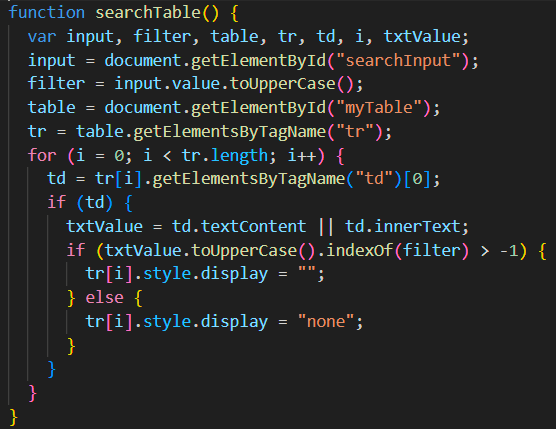 function searchTable() {
  var input, filter, table, tr, td, i, txtValue;
  input = document.getElementById("searchInput");
  filter = input.value.toUpperCase();
  table = document.getElementById("myTable");
  tr = table.getElementsByTagName("tr");
  for (i = 0; i < tr.length; i++) {
    td = tr[i].getElementsByTagName("td")[0];
    if (td) {
      txtValue = td.textContent || td.innerText;
      if (txtValue.toUpperCase().indexOf(filter) > -1) {
        tr[i].style.display = "";
      } else {
        tr[i].style.display = "none";
      }
    }
  }
}